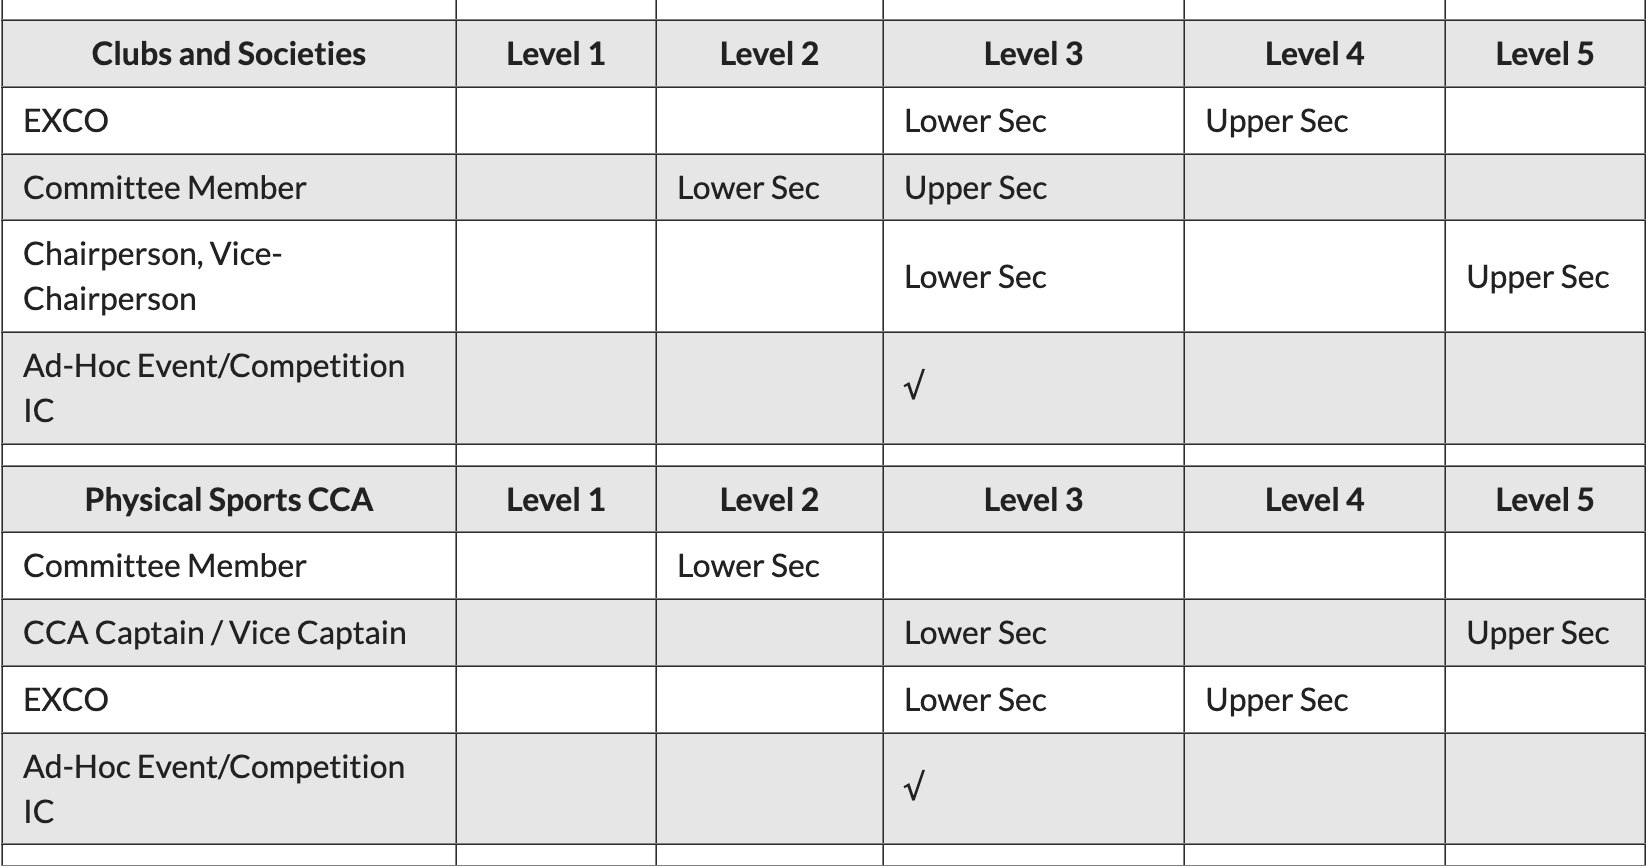 Clubs and Societies Level 1 Level 2 Level 3 Level 4 Level 5
EXCO Lower Sec Upper Sec
Committee Member Lower Sec Upper Sec
Chairperson, Vice-
Chairperson Lower Sec Upper Sec
Ad-Hoc Event/Competition
IC √
Physical Sports CCA Level 1 Level 2 Level 3 Level 4 Level 5
Committee Member Lower Sec
CCA Captain / Vice Captain Lower Sec Upper Sec
EXCO Lower Sec Upper Sec
Ad-Hoc Event/Competition
IC √